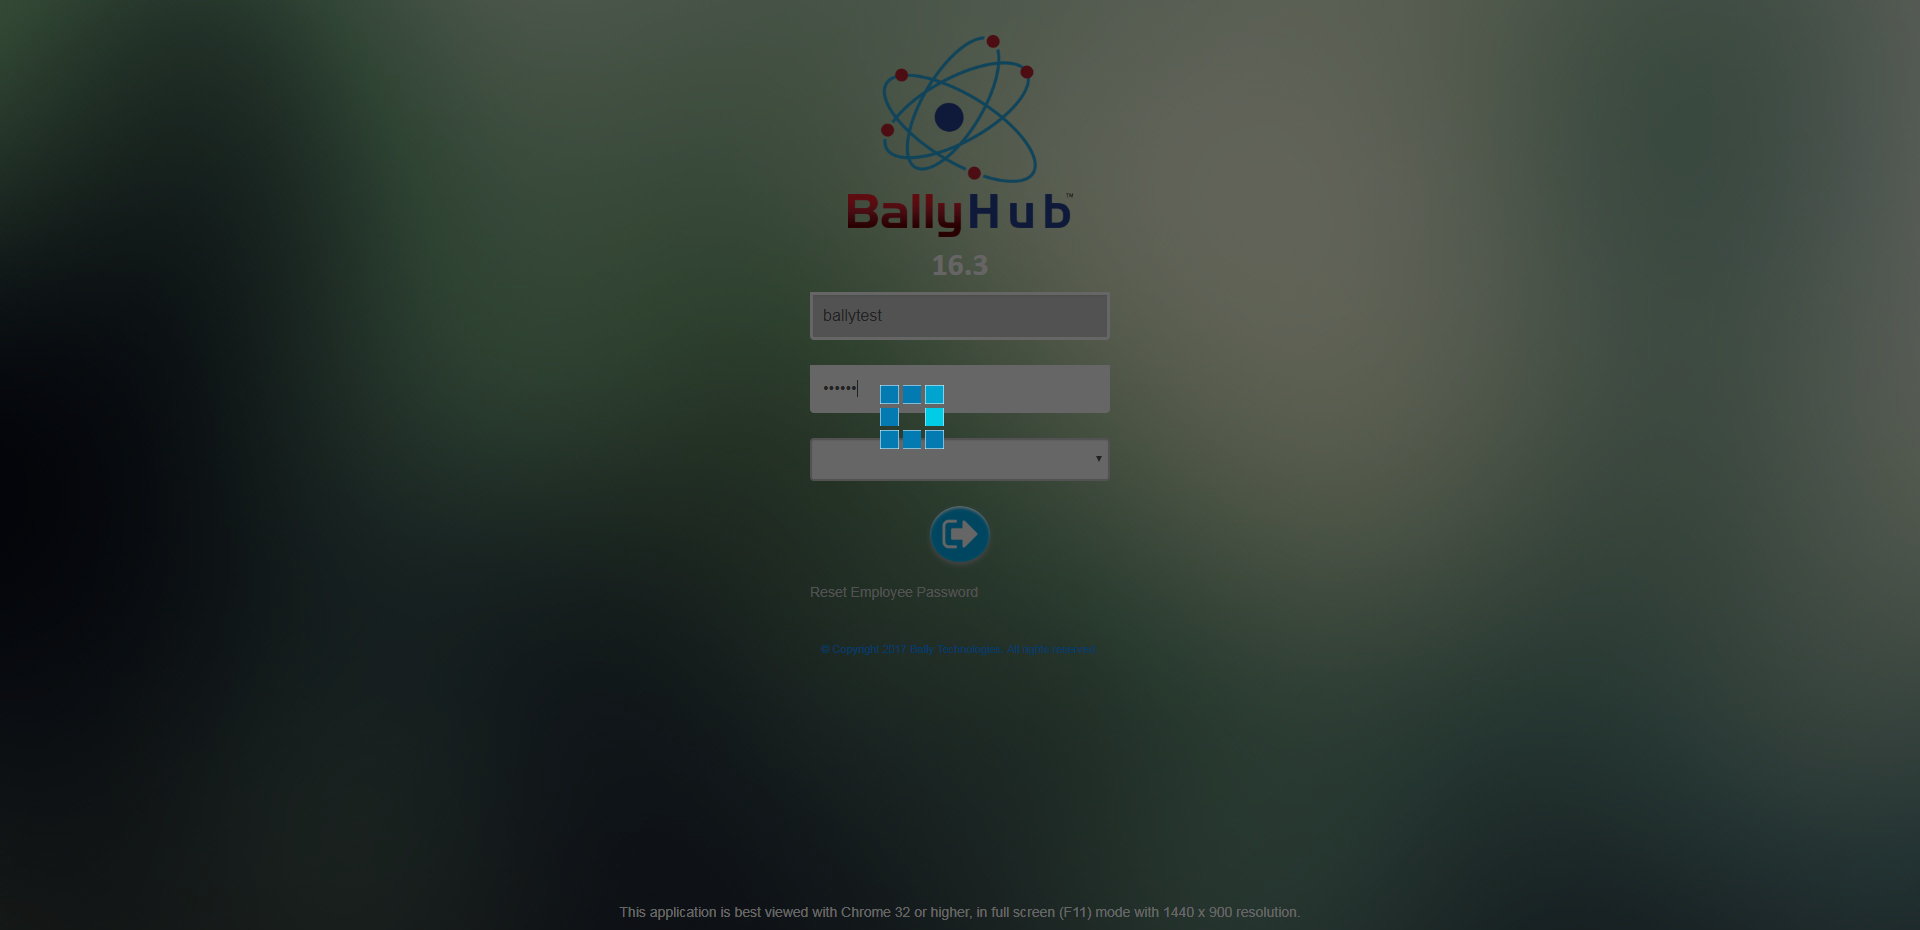 BallyHub™
16.3
ballytest
••••••
Reset Employee Password
© Copyright 2017 Bally Technologies. All rights reserved.
This application is best viewed with Chrome 32 or higher, in full screen (F11) mode with 1440 x 900 resolution.